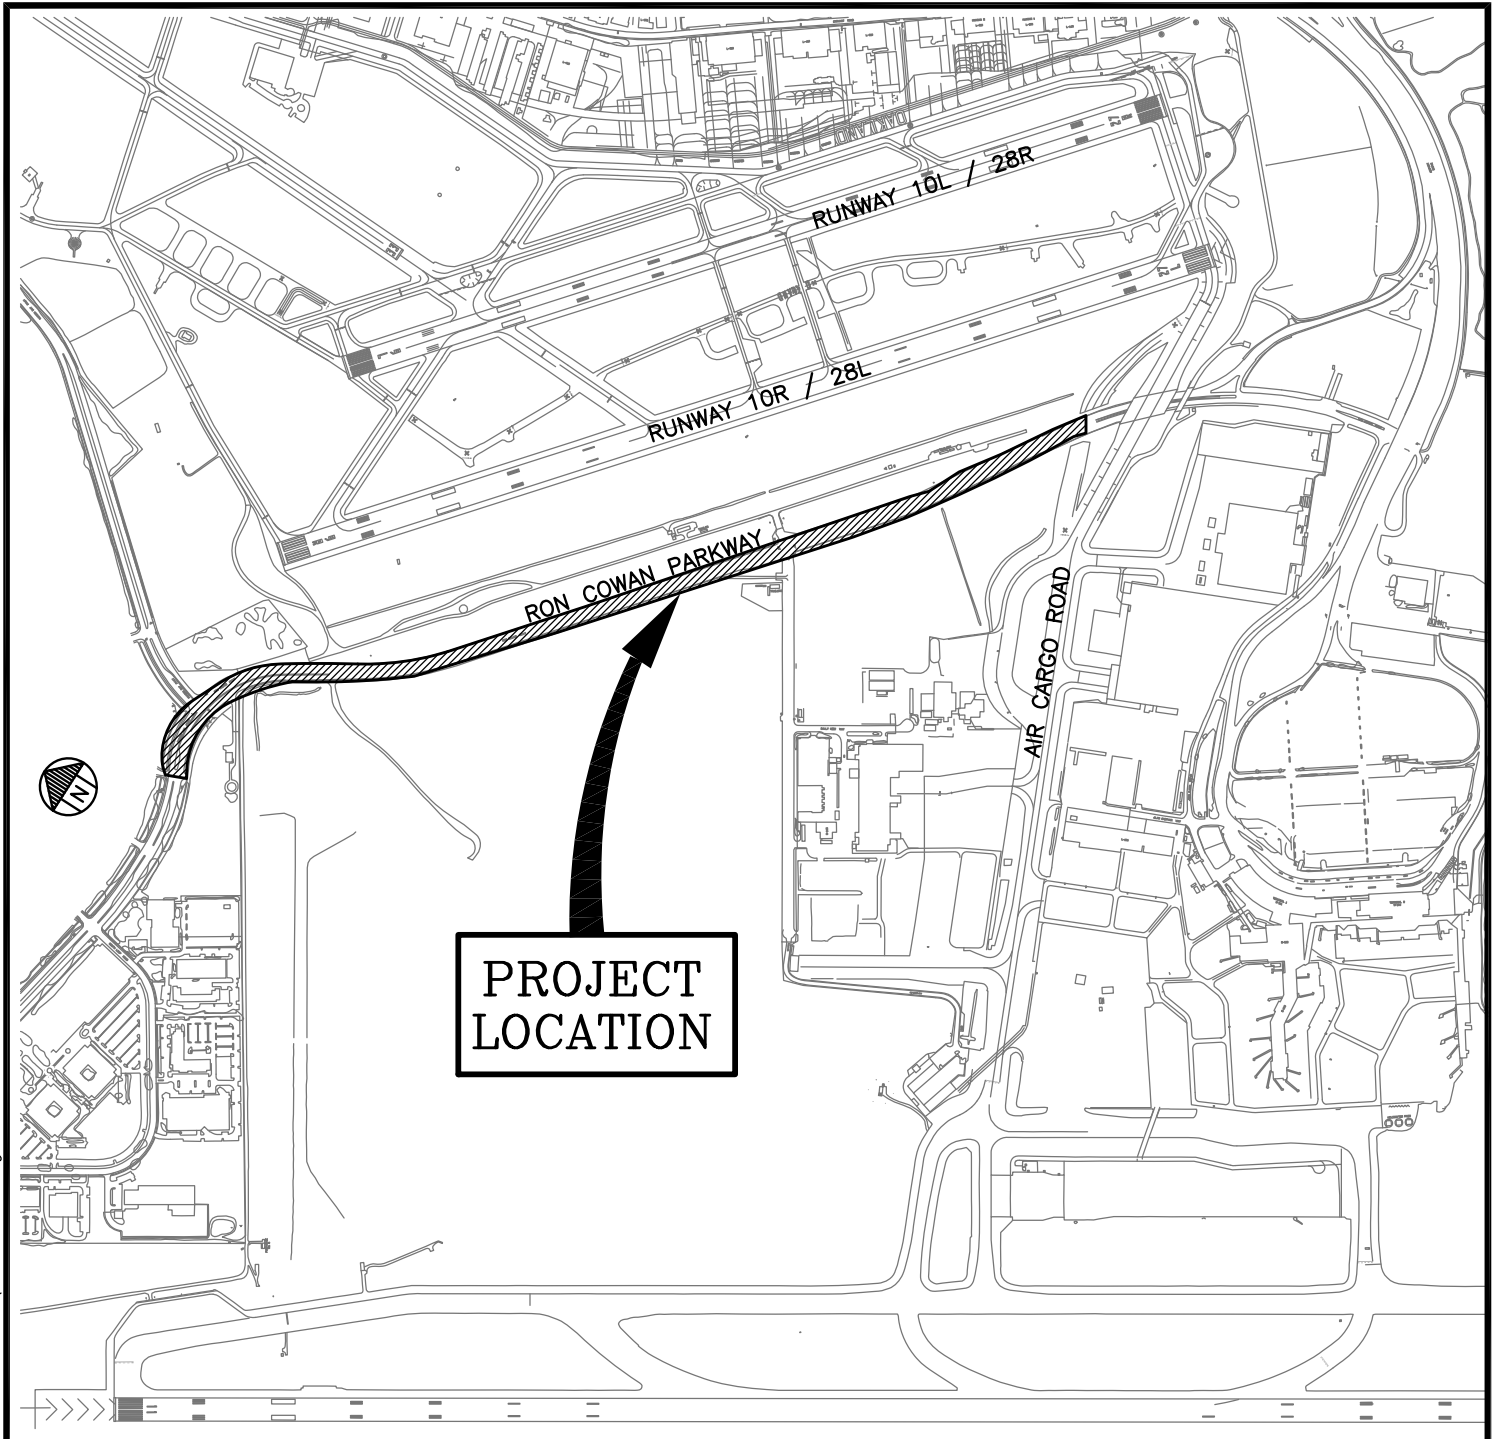 OAKLAND
RUNWAY 10L / 28R
RUNWAY 10R / 28L
RON COWAN PARKWAY
AIR CARGO ROAD
N
PROJECT
LOCATION